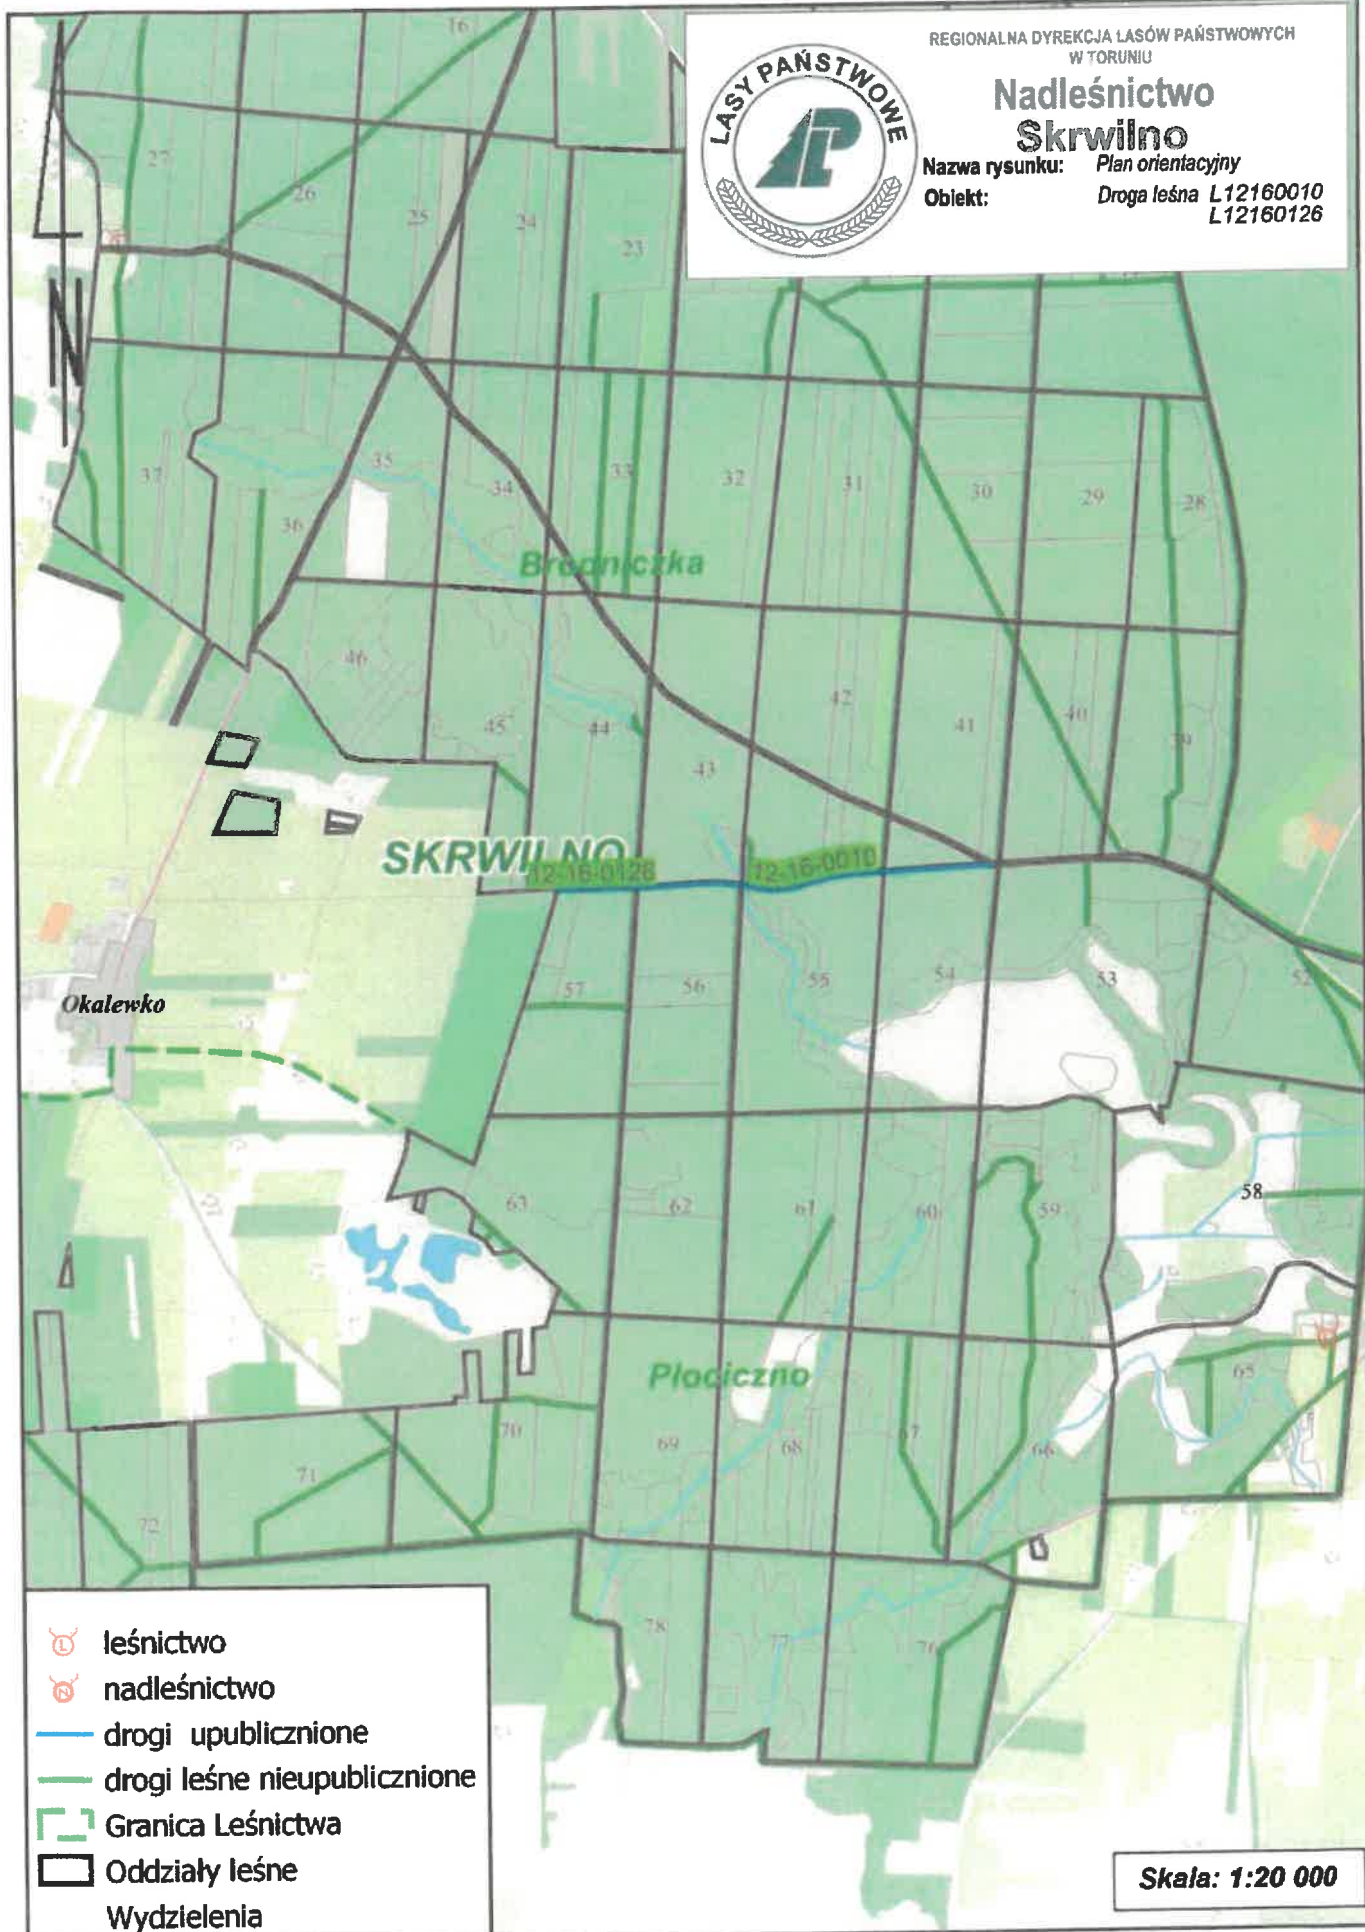 REGIONALNA DYREKCJA LASÓW PAŃSTWOWYCH
W TORUNIU
Nadleśnictwo
Skrwilno
Nazwa rysunku: Plan orientacyjny
Obiekt: Droga leśna L12160010
L12160126
LASY PAŃSTWOWE
LP
N
16
27
26
25
24
23
37
35
34
33
32
31
30
29
28
36
Brodniczka
46
45
44
43
42
41
40
39
SKRWILNO
12-16-0126
12-16-0010
Okalewko
57
56
55
54
53
52
63
62
61
60
59
58
Płociczno
70
69
68
67
66
65
71
72
78
77
76
leśnictwo
nadleśnictwo
drogi upublicznione
drogi leśne nieupublicznione
Granica Leśnictwa
Oddziały leśne
Wydzielenia
Skala: 1:20 000